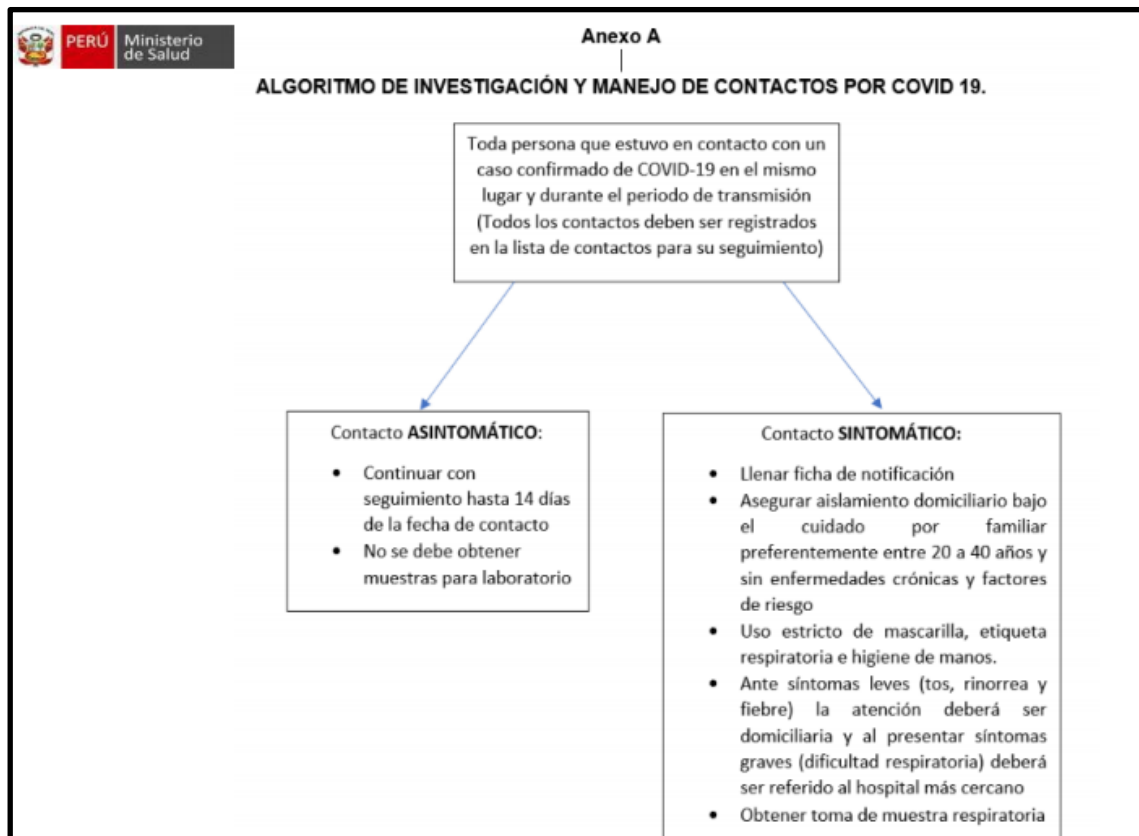 PERÚ
Ministerio
de Salud
Anexo A
ALGORITMO DE INVESTIGACIÓN Y MANEJO DE CONTACTOS POR COVID 19.
Toda persona que estuvo en contacto con un
caso confirmado de COVID-19 en el mismo
lugar y durante el periodo de transmisión
(Todos los contactos deben ser registrados
en la lista de contactos para su seguimiento)
Contacto ASINTOMÁTICO:
• Continuar con
seguimiento hasta 14 días
de la fecha de contacto
• No se debe obtener
muestras para laboratorio
Contacto SINTOMÁTICO:
• Llenar ficha de notificación
• Asegurar aislamiento domiciliario bajo
el cuidado por familiar
preferentemente entre 20 a 40 años y
sin enfermedades crónicas y factores
de riesgo
• Uso estricto de mascarilla, etiqueta
respiratoria e higiene de manos.
• Ante síntomas leves (tos, rinorrea y
fiebre) la atención deberá ser
domiciliaria y al presentar síntomas
graves (dificultad respiratoria) deberá
ser referido al hospital más cercano
• Obtener toma de muestra respiratoria